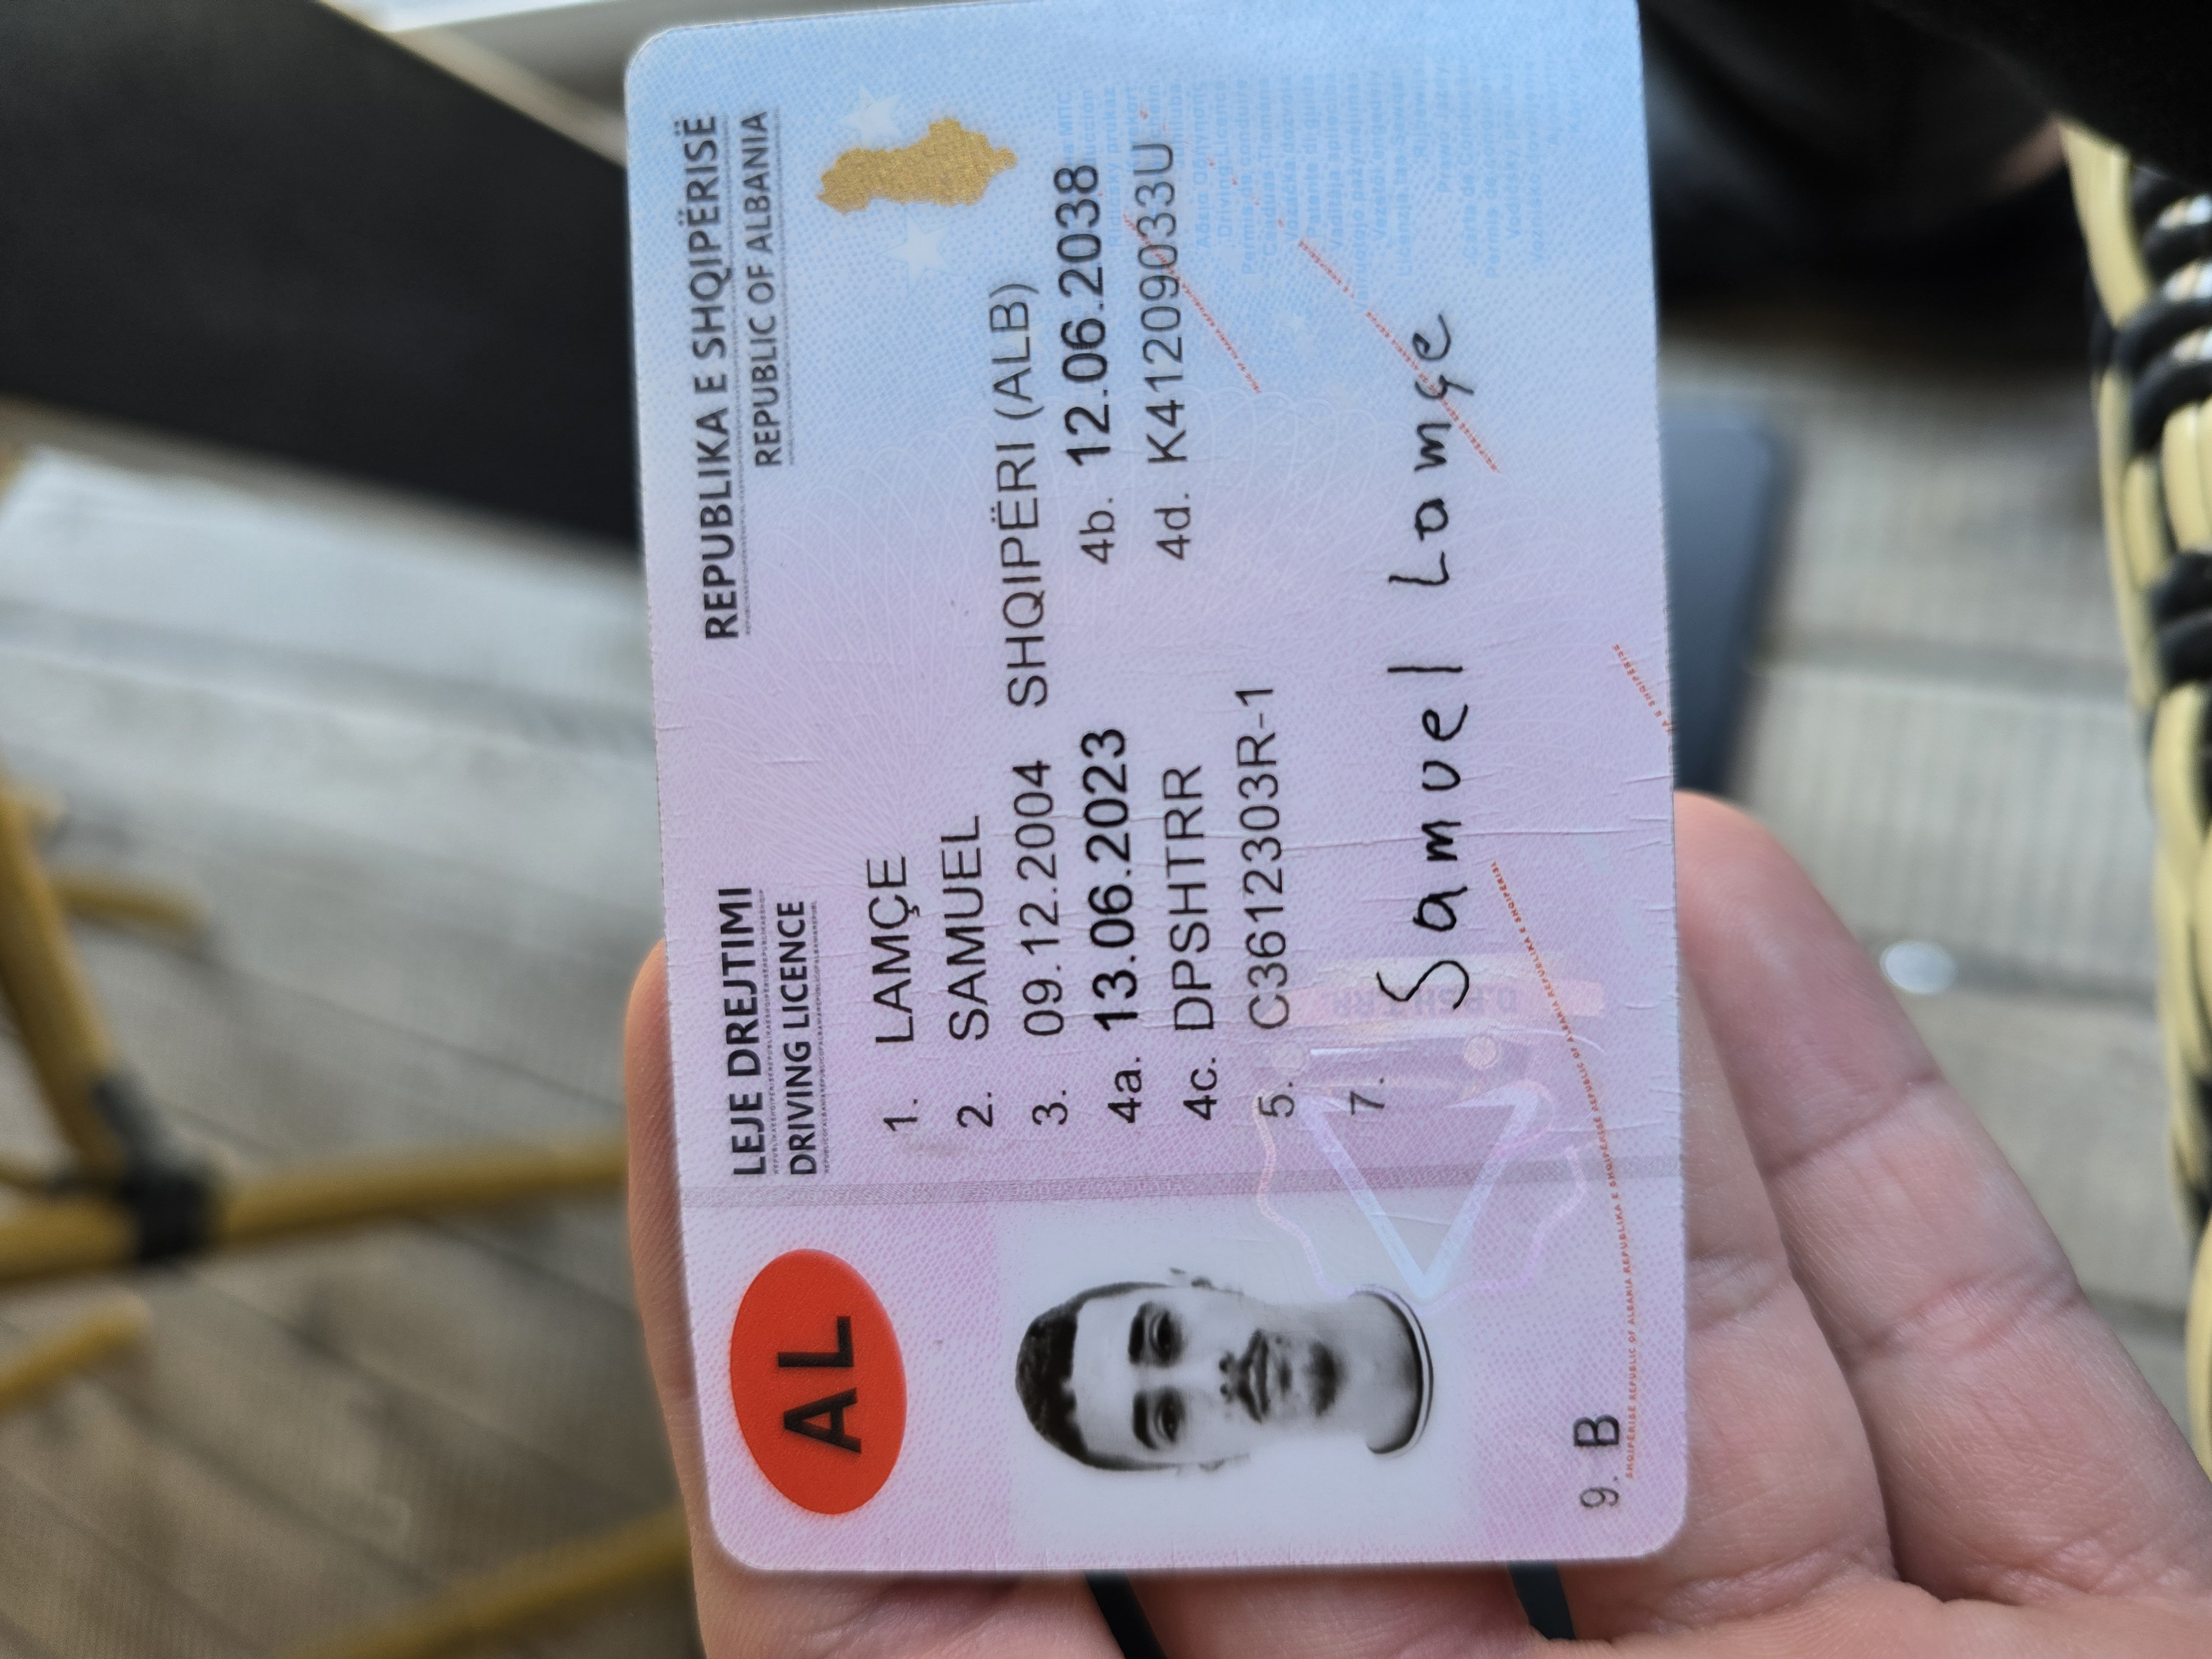 LEJE DREJTIMI
REPUBLIKA E SHQIPËRISË
DRIVING LICENCE
REPUBLIC OF ALBANIA
AL
1. LAMÇE
2. SAMUEL
3. 09.12.2004 SHQIPËRI (ALB)
4a. 13.06.2023 4b. 12.06.2038
4c. DPSHTRR 4d. K41209033U
5. C3612303R-1
7. Samuel Lamçe
9. B